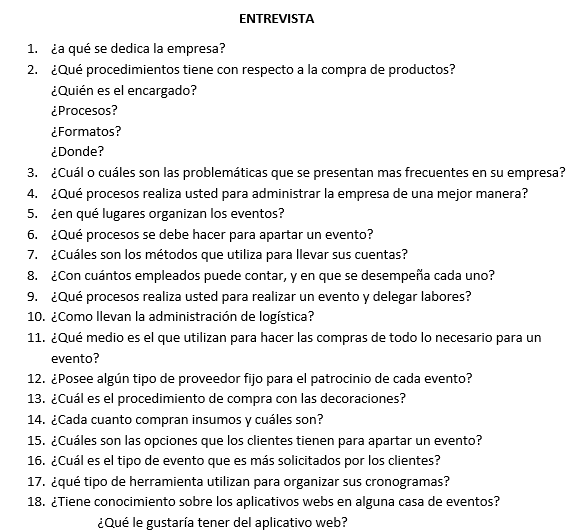 ENTREVISTA
1. ¿a qué se dedica la empresa?
2. ¿Qué procedimientos tiene con respecto a la compra de productos?
¿Quién es el encargado?
¿Procesos?
¿Formatos?
¿Donde?
3. ¿Cuál o cuáles son las problemáticas que se presentan mas frecuentes en su empresa?
4. ¿Qué procesos realiza usted para administrar la empresa de una mejor manera?
5. ¿en qué lugares organizan los eventos?
6. ¿Qué procesos se debe hacer para apartar un evento?
7. ¿Cuáles son los métodos que utiliza para llevar sus cuentas?
8. ¿Con cuántos empleados puede contar, y en que se desempeña cada uno?
9. ¿Qué procesos realiza usted para realizar un evento y delegar labores?
10. ¿Como llevan la administración de logística?
11. ¿Qué medio es el que utilizan para hacer las compras de todo lo necesario para un
evento?
12. ¿Posee algún tipo de proveedor fijo para el patrocinio de cada evento?
13. ¿Cuál es el procedimiento de compra con las decoraciones?
14. ¿Cada cuanto compran insumos y cuáles son?
15. ¿Cuáles son las opciones que los clientes tienen para apartar un evento?
16. ¿Cuál es el tipo de evento que es más solicitados por los clientes?
17. ¿qué tipo de herramienta utilizan para organizar sus cronogramas?
18. ¿Tiene conocimiento sobre los aplicativos webs en alguna casa de eventos?
¿Qué le gustaría tener del aplicativo web?